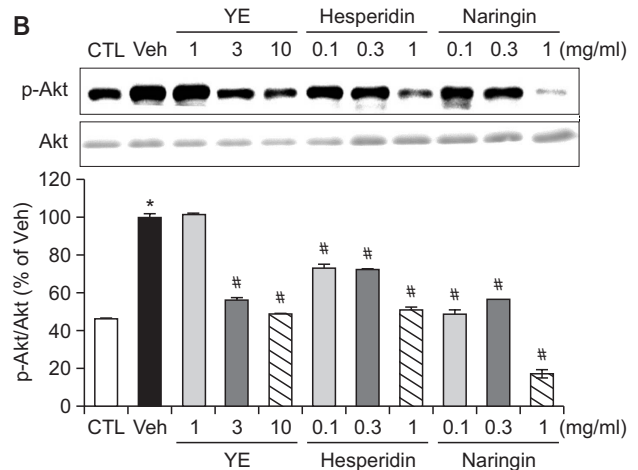 B
YE Hesperidin Naringin
CTL Veh 1 3 10 0.1 0.3 1 0.1 0.3 1 (mg/ml)
p-Akt
Akt
p-Akt/Akt (% of Veh)
120
100
80
60
40
20
0
*
# # # # # # # #
CTL Veh 1 3 10 0.1 0.3 1 0.1 0.3 1 (mg/ml)
YE Hesperidin Naringin